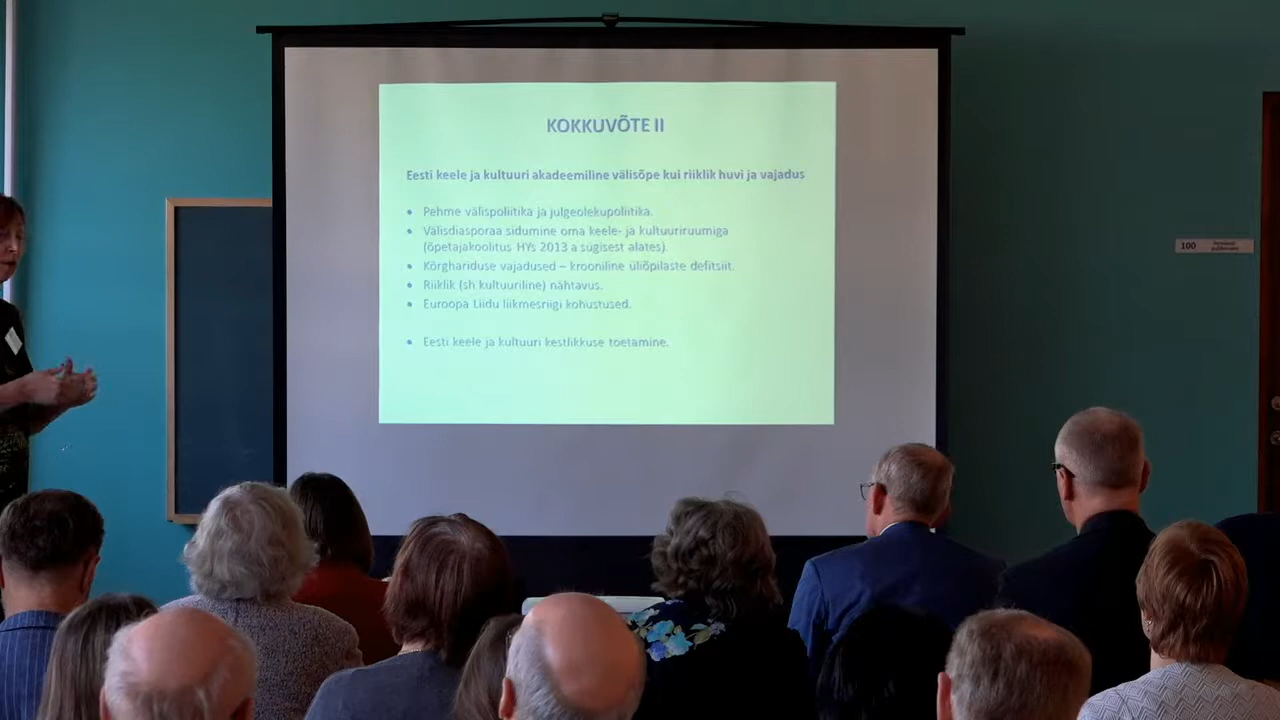 KOKKUVÕTE II
Eesti keele ja kultuuri akadeemiline välisõpe kui riiklik huvi ja vajadus
• Pehme välispoliitika ja julgeolekupoliitika.
• Välisdiasporaa sidumine oma keele- ja kultuuriruumiga
(õpetajakoolitus HYs 2013 a sügisest alates).
• Kõrghariduse vajadused – krooniline üliõpilaste defitsiit.
• Riiklik (sh kultuuriline) nähtavus.
• Euroopa Liidu liikmesriigi kohustused.
• Eesti keele ja kultuuri kestlikkuse toetamine.
100